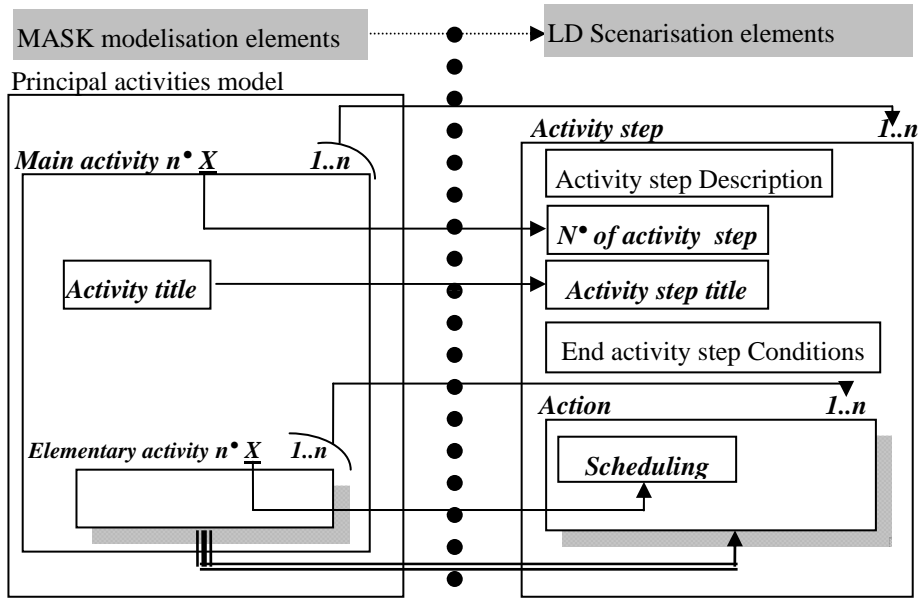 MASK modelisation elements
LD Scenarisation elements
Principal activities model
Main activity n• X
1..n
Activity title
Elementary activity n• X
1..n
Activity step
1..n
Activity step Description
N• of activity step
Activity step title
End activity step Conditions
Action
1..n
Scheduling